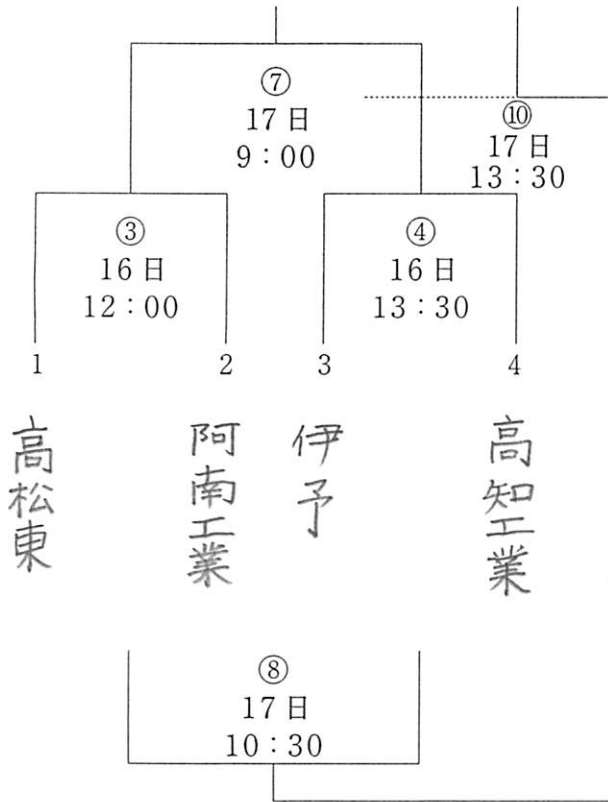 ⑦
17日
9：00
⑩
17日
13：30
③
16日
12：00
④
16日
13：30
1
2
3
4
高松東
阿南工業
伊予
高知工業
⑧
17日
10：30